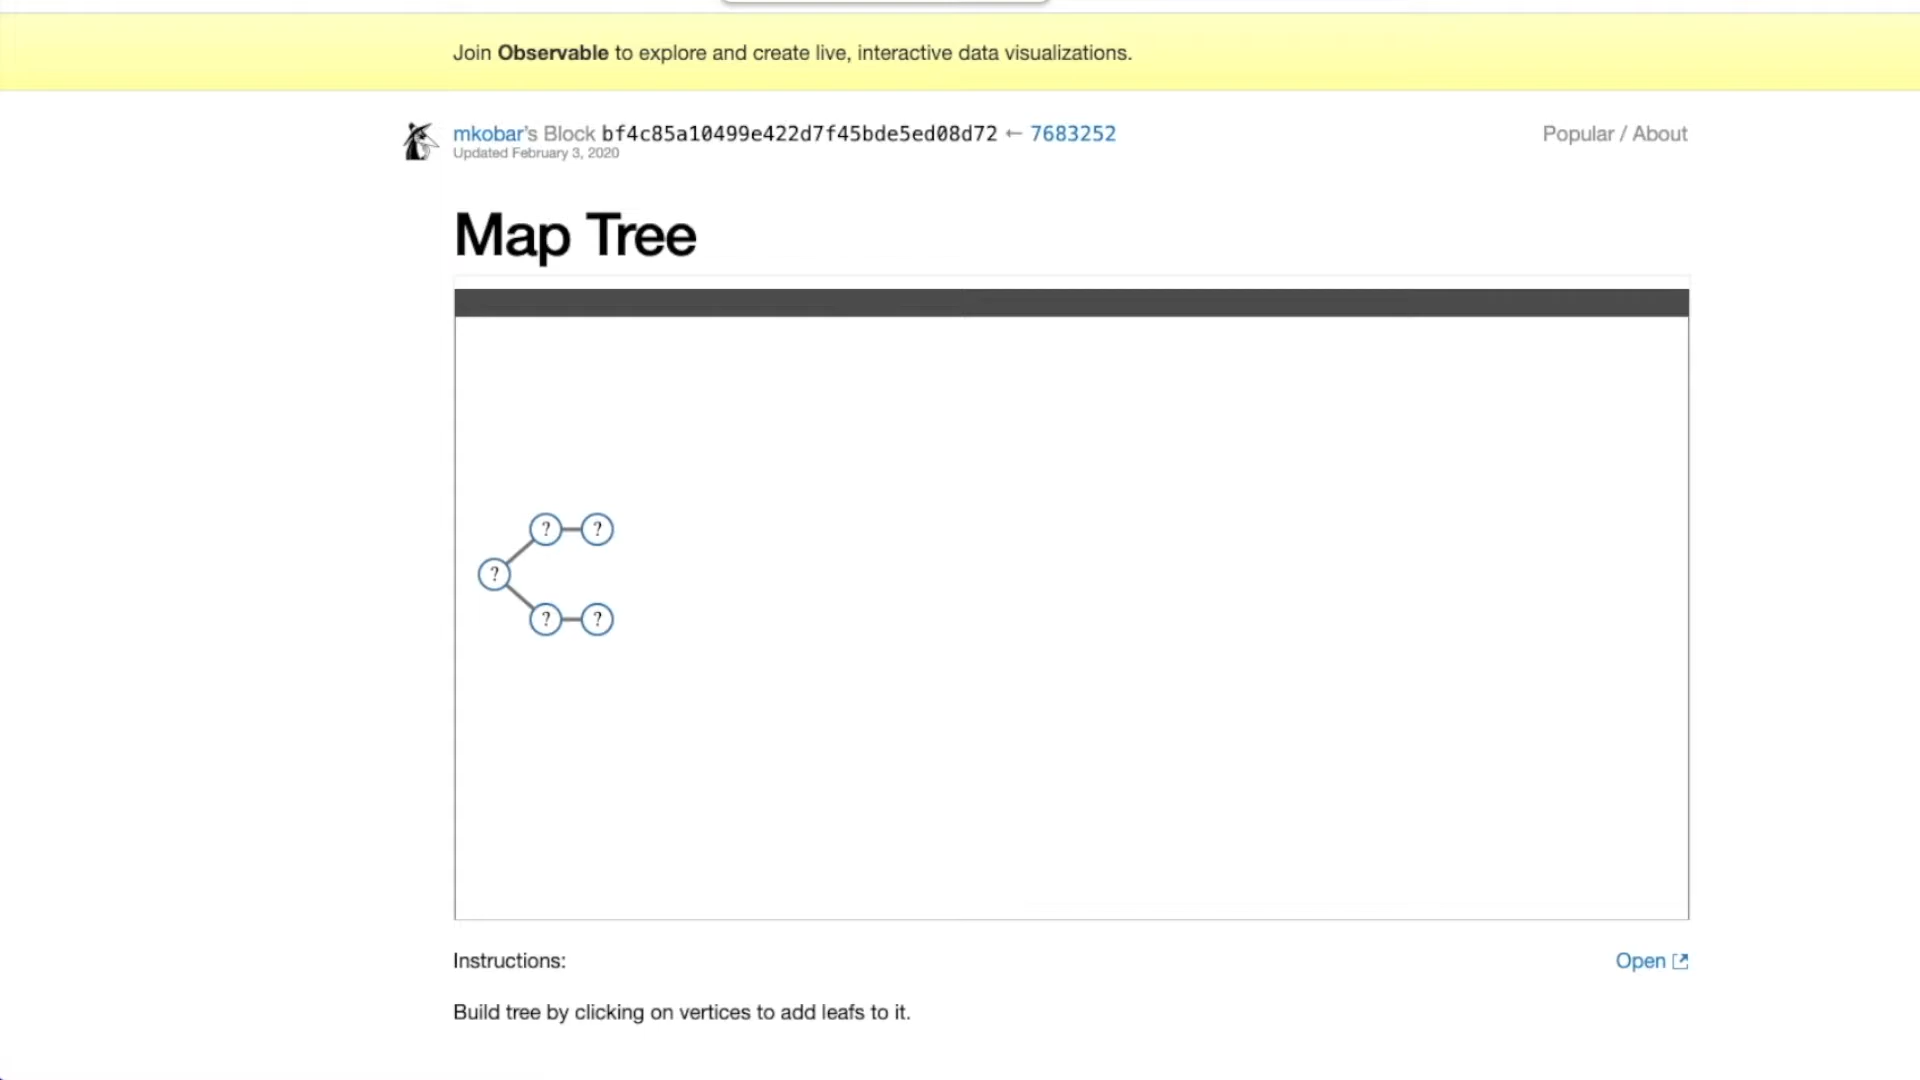 Join Observable to explore and create live, interactive data visualizations.
mkobar's Block bf4c85a10499e422d7f45bde5ed08d72 ← 7683252
Popular / About
Updated February 3, 2020
Map Tree
? ?
?
? ?
Instructions:
Open
Build tree by clicking on vertices to add leafs to it.